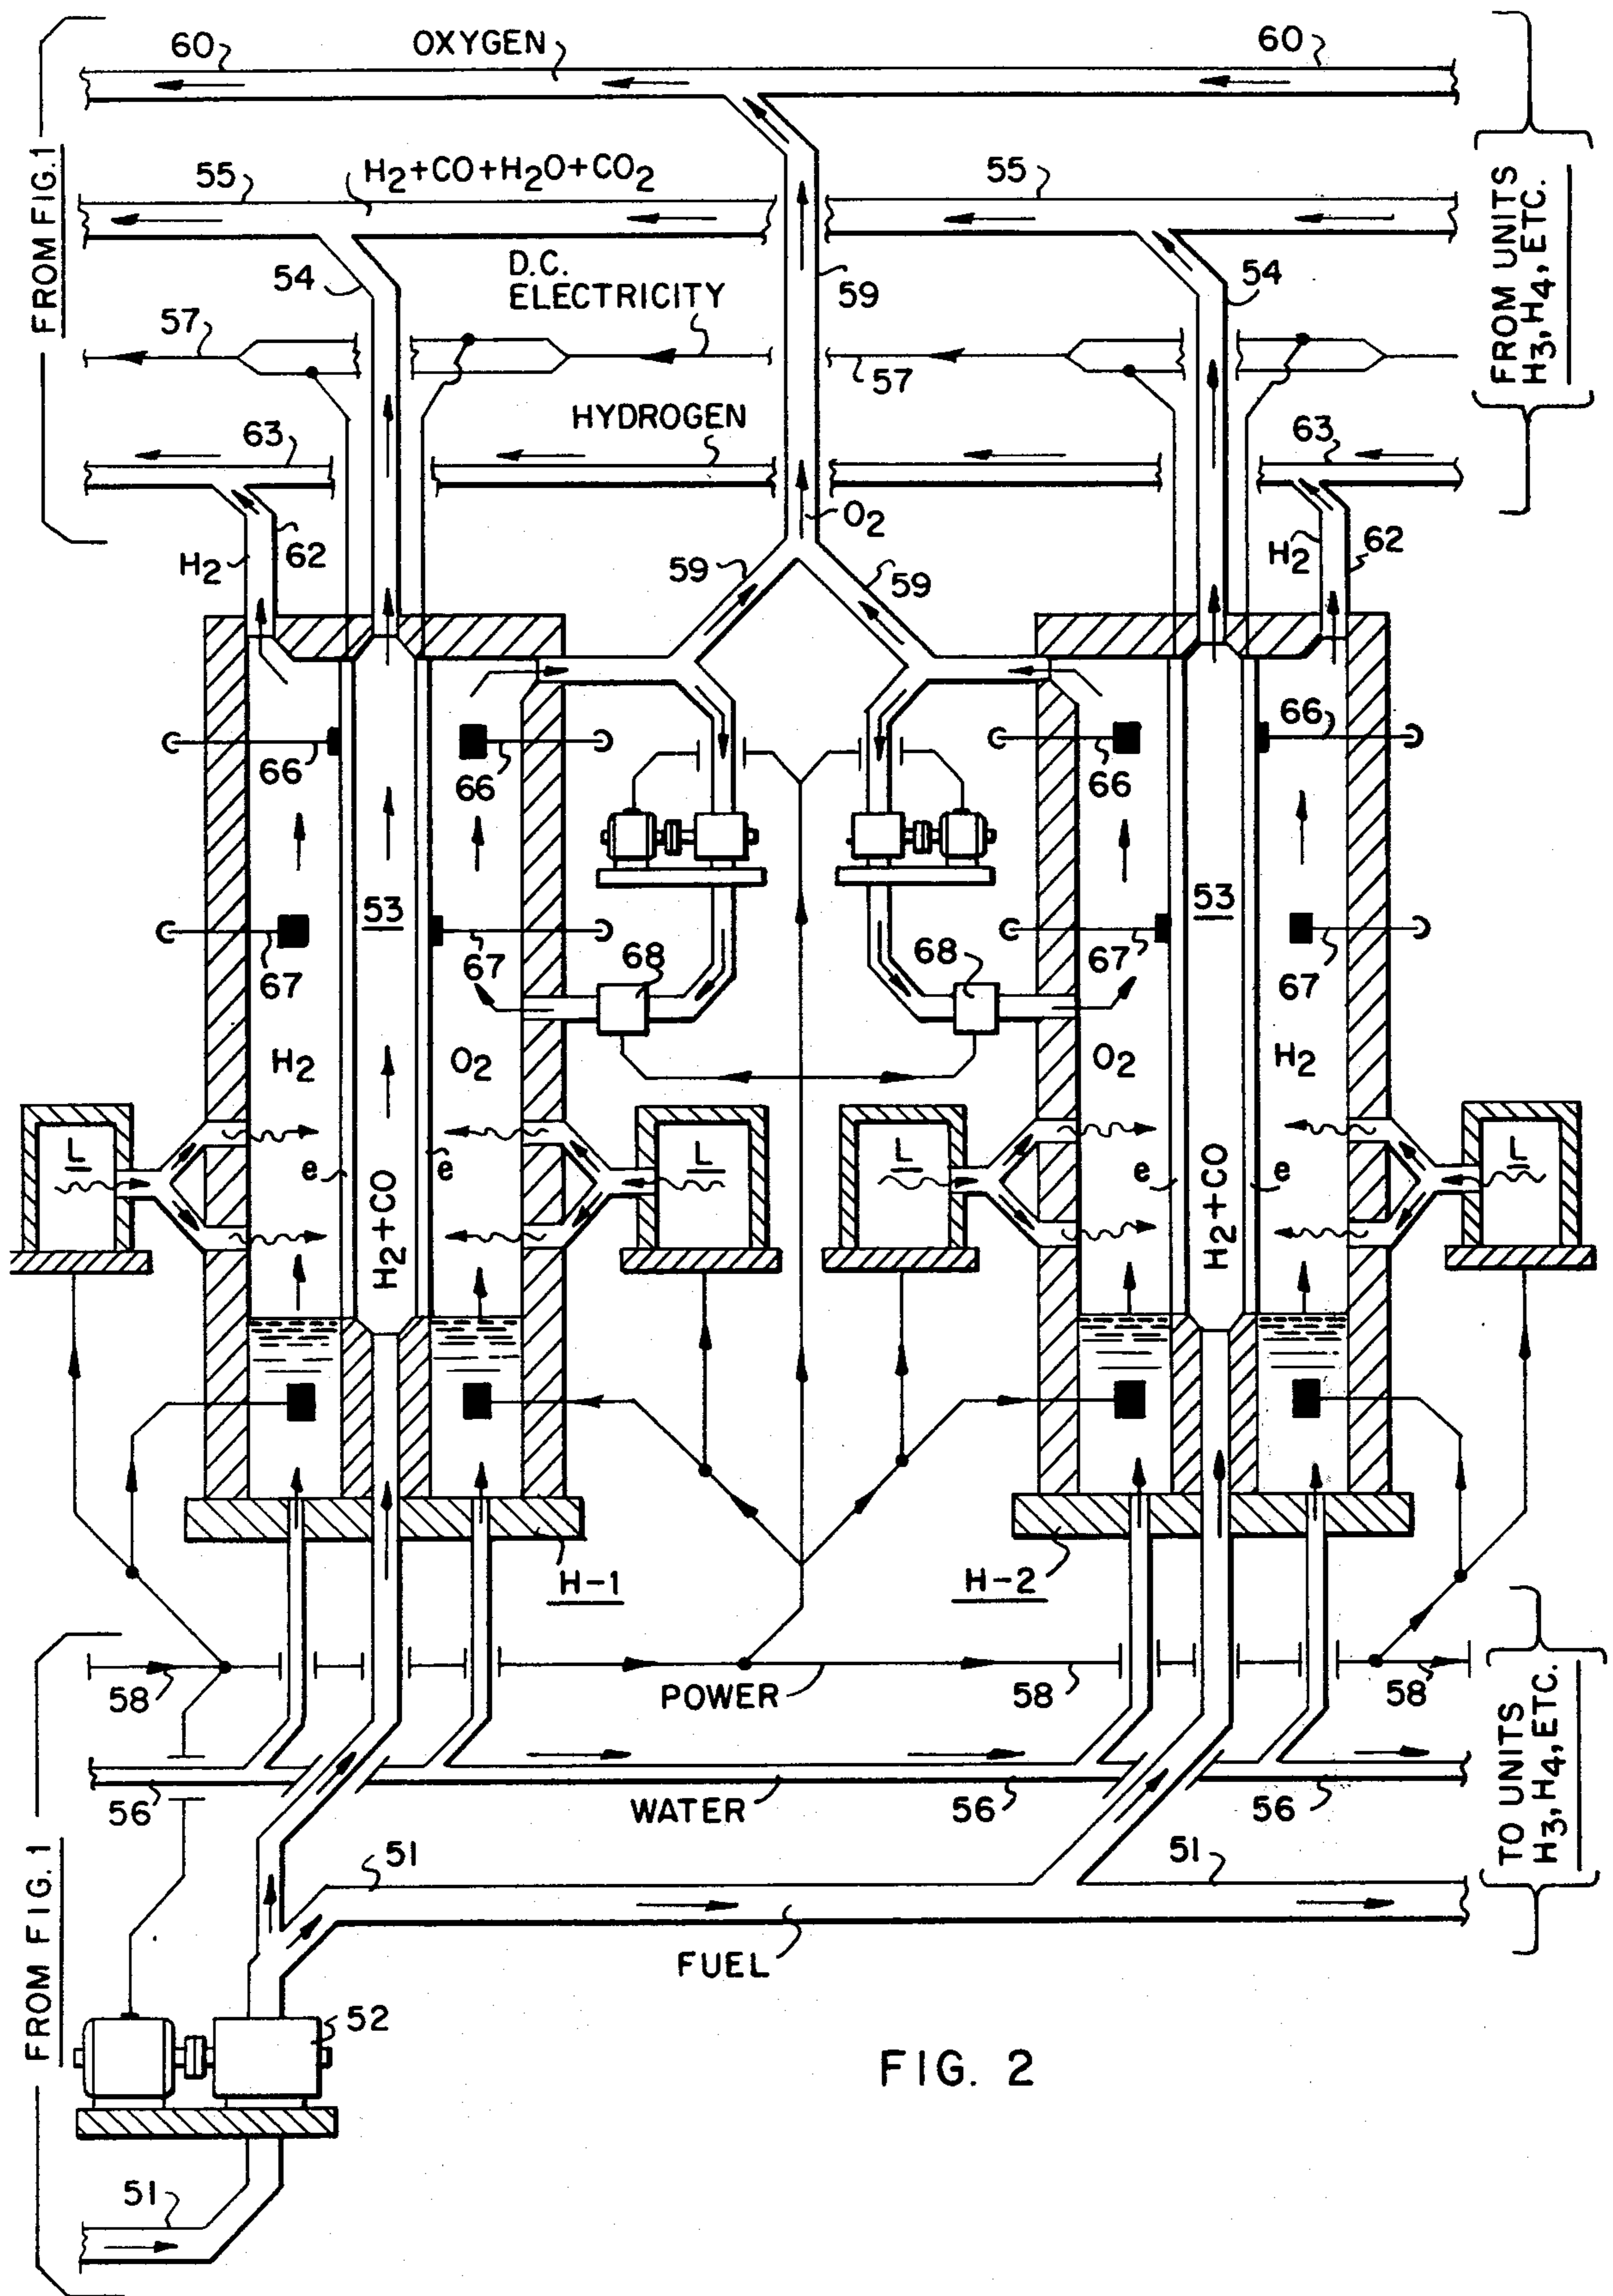 60 OXYGEN 60
FROM FIG. 1
55 H2+CO+H2O+CO2 55
FROM UNITS
H3, H4, ETC.
54 D.C.
ELECTRICITY 59 54
57 57
63 HYDROGEN 63
O2
H2 62 59 59 H2 62
66 66 66 66
53 53
67 67 68 68 67 67
H2 O2 O2 H2
L L L L
e H2+CO e e H2+CO e
H-1 H-2
58 POWER 58 58
56 WATER 56 56
TO UNITS
H3, H4, ETC.
FROM FIG. 1
51 51
FUEL
52
FIG. 2
51